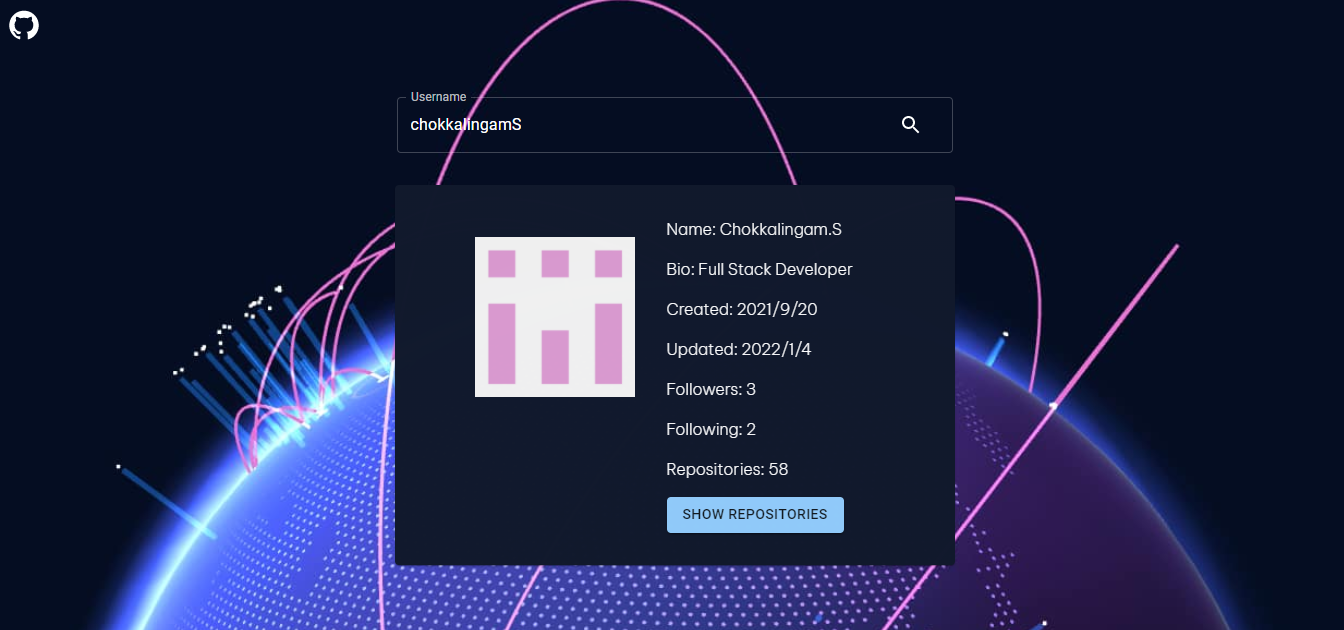 Username
chokkalingamS
Name: Chokkalingam.S
Bio: Full Stack Developer
Created: 2021/9/20
Updated: 2022/1/4
Followers: 3
Following: 2
Repositories: 58
SHOW REPOSITORIES